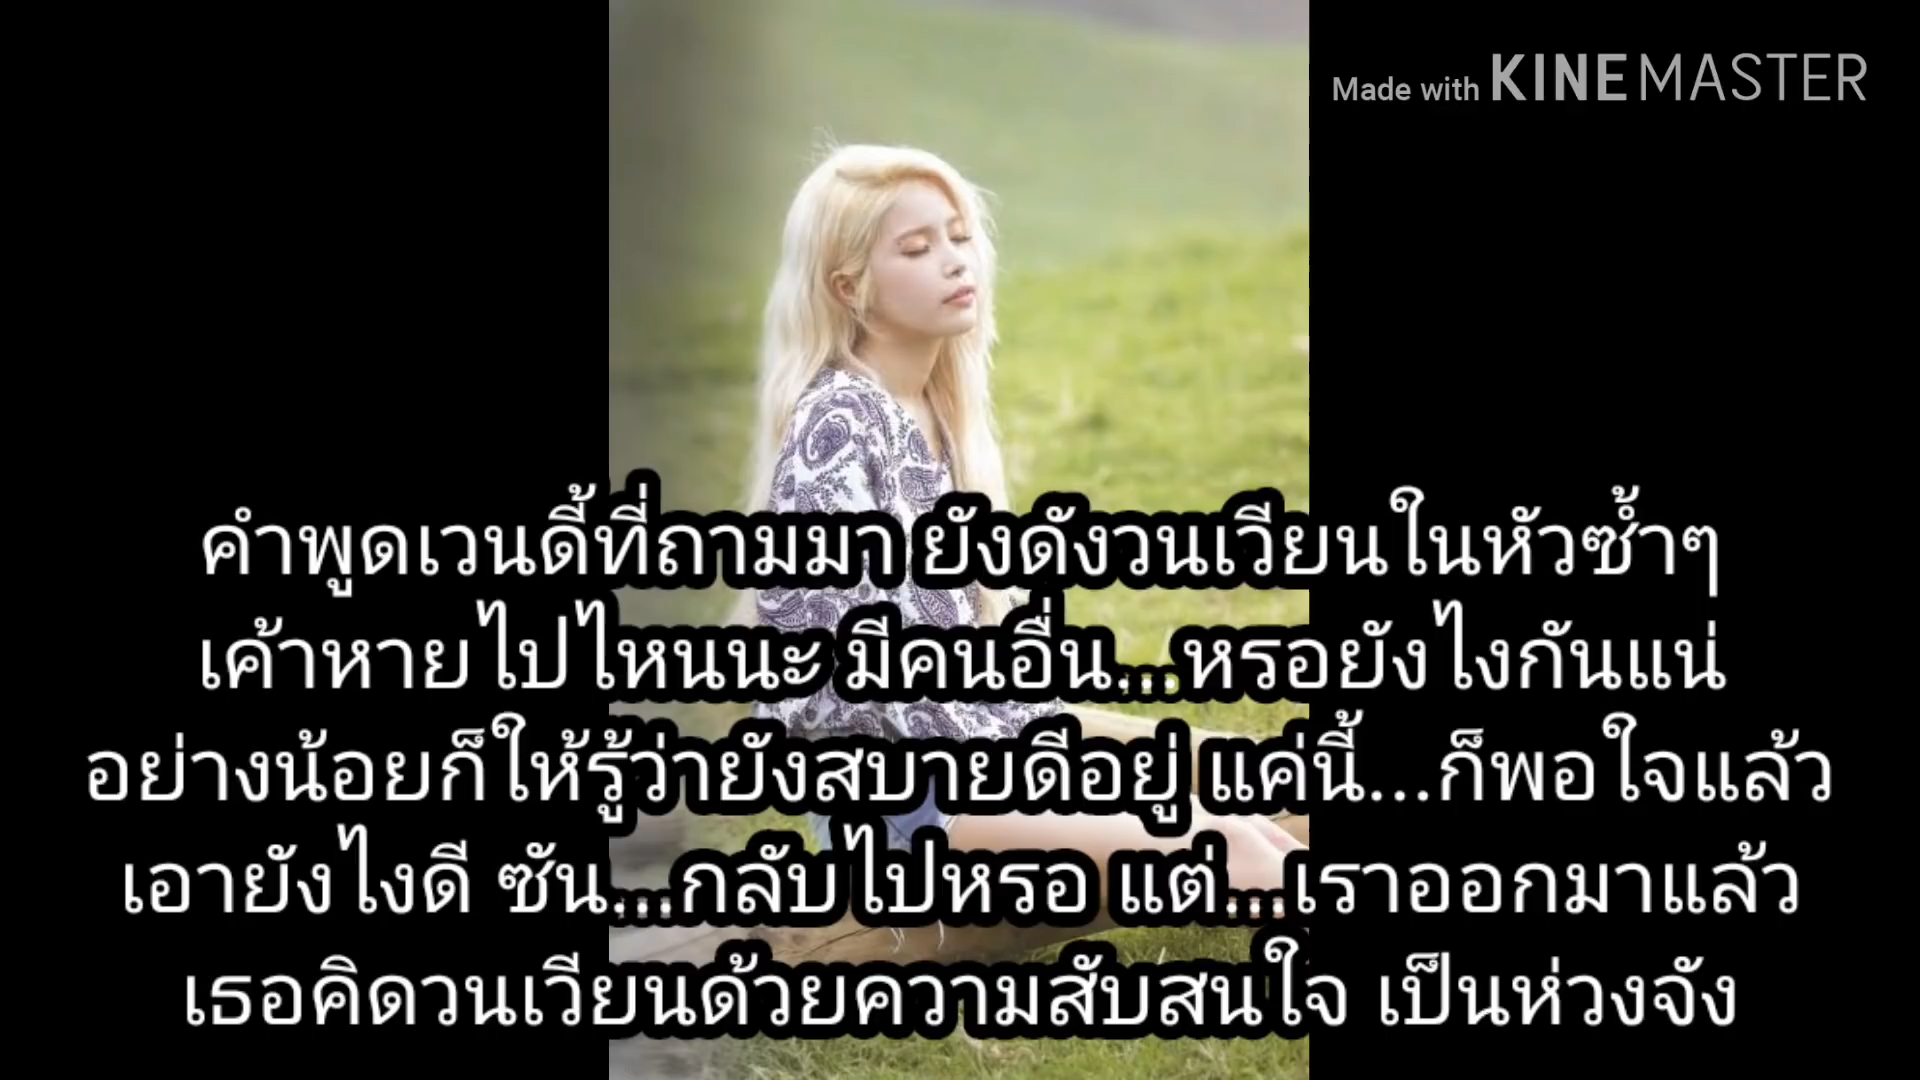 Made with KINEMASTER
คำพูดเวนดี้ที่ถามมา ยังดังวนเวียนในหัวซ้ำๆ
เค้าหายไปไหนนะ มีคนอื่น...หรอยังไงกันแน่
อย่างน้อยก็ให้รู้ว่ายังสบายดีอยู่ แค่นี้...ก็พอใจแล้ว
เอายังไงดี ซัน...กลับไปหรอ แต่...เราออกมาแล้ว
เธอคิดวนเวียนด้วยความสับสนใจ เป็นห่วงจัง